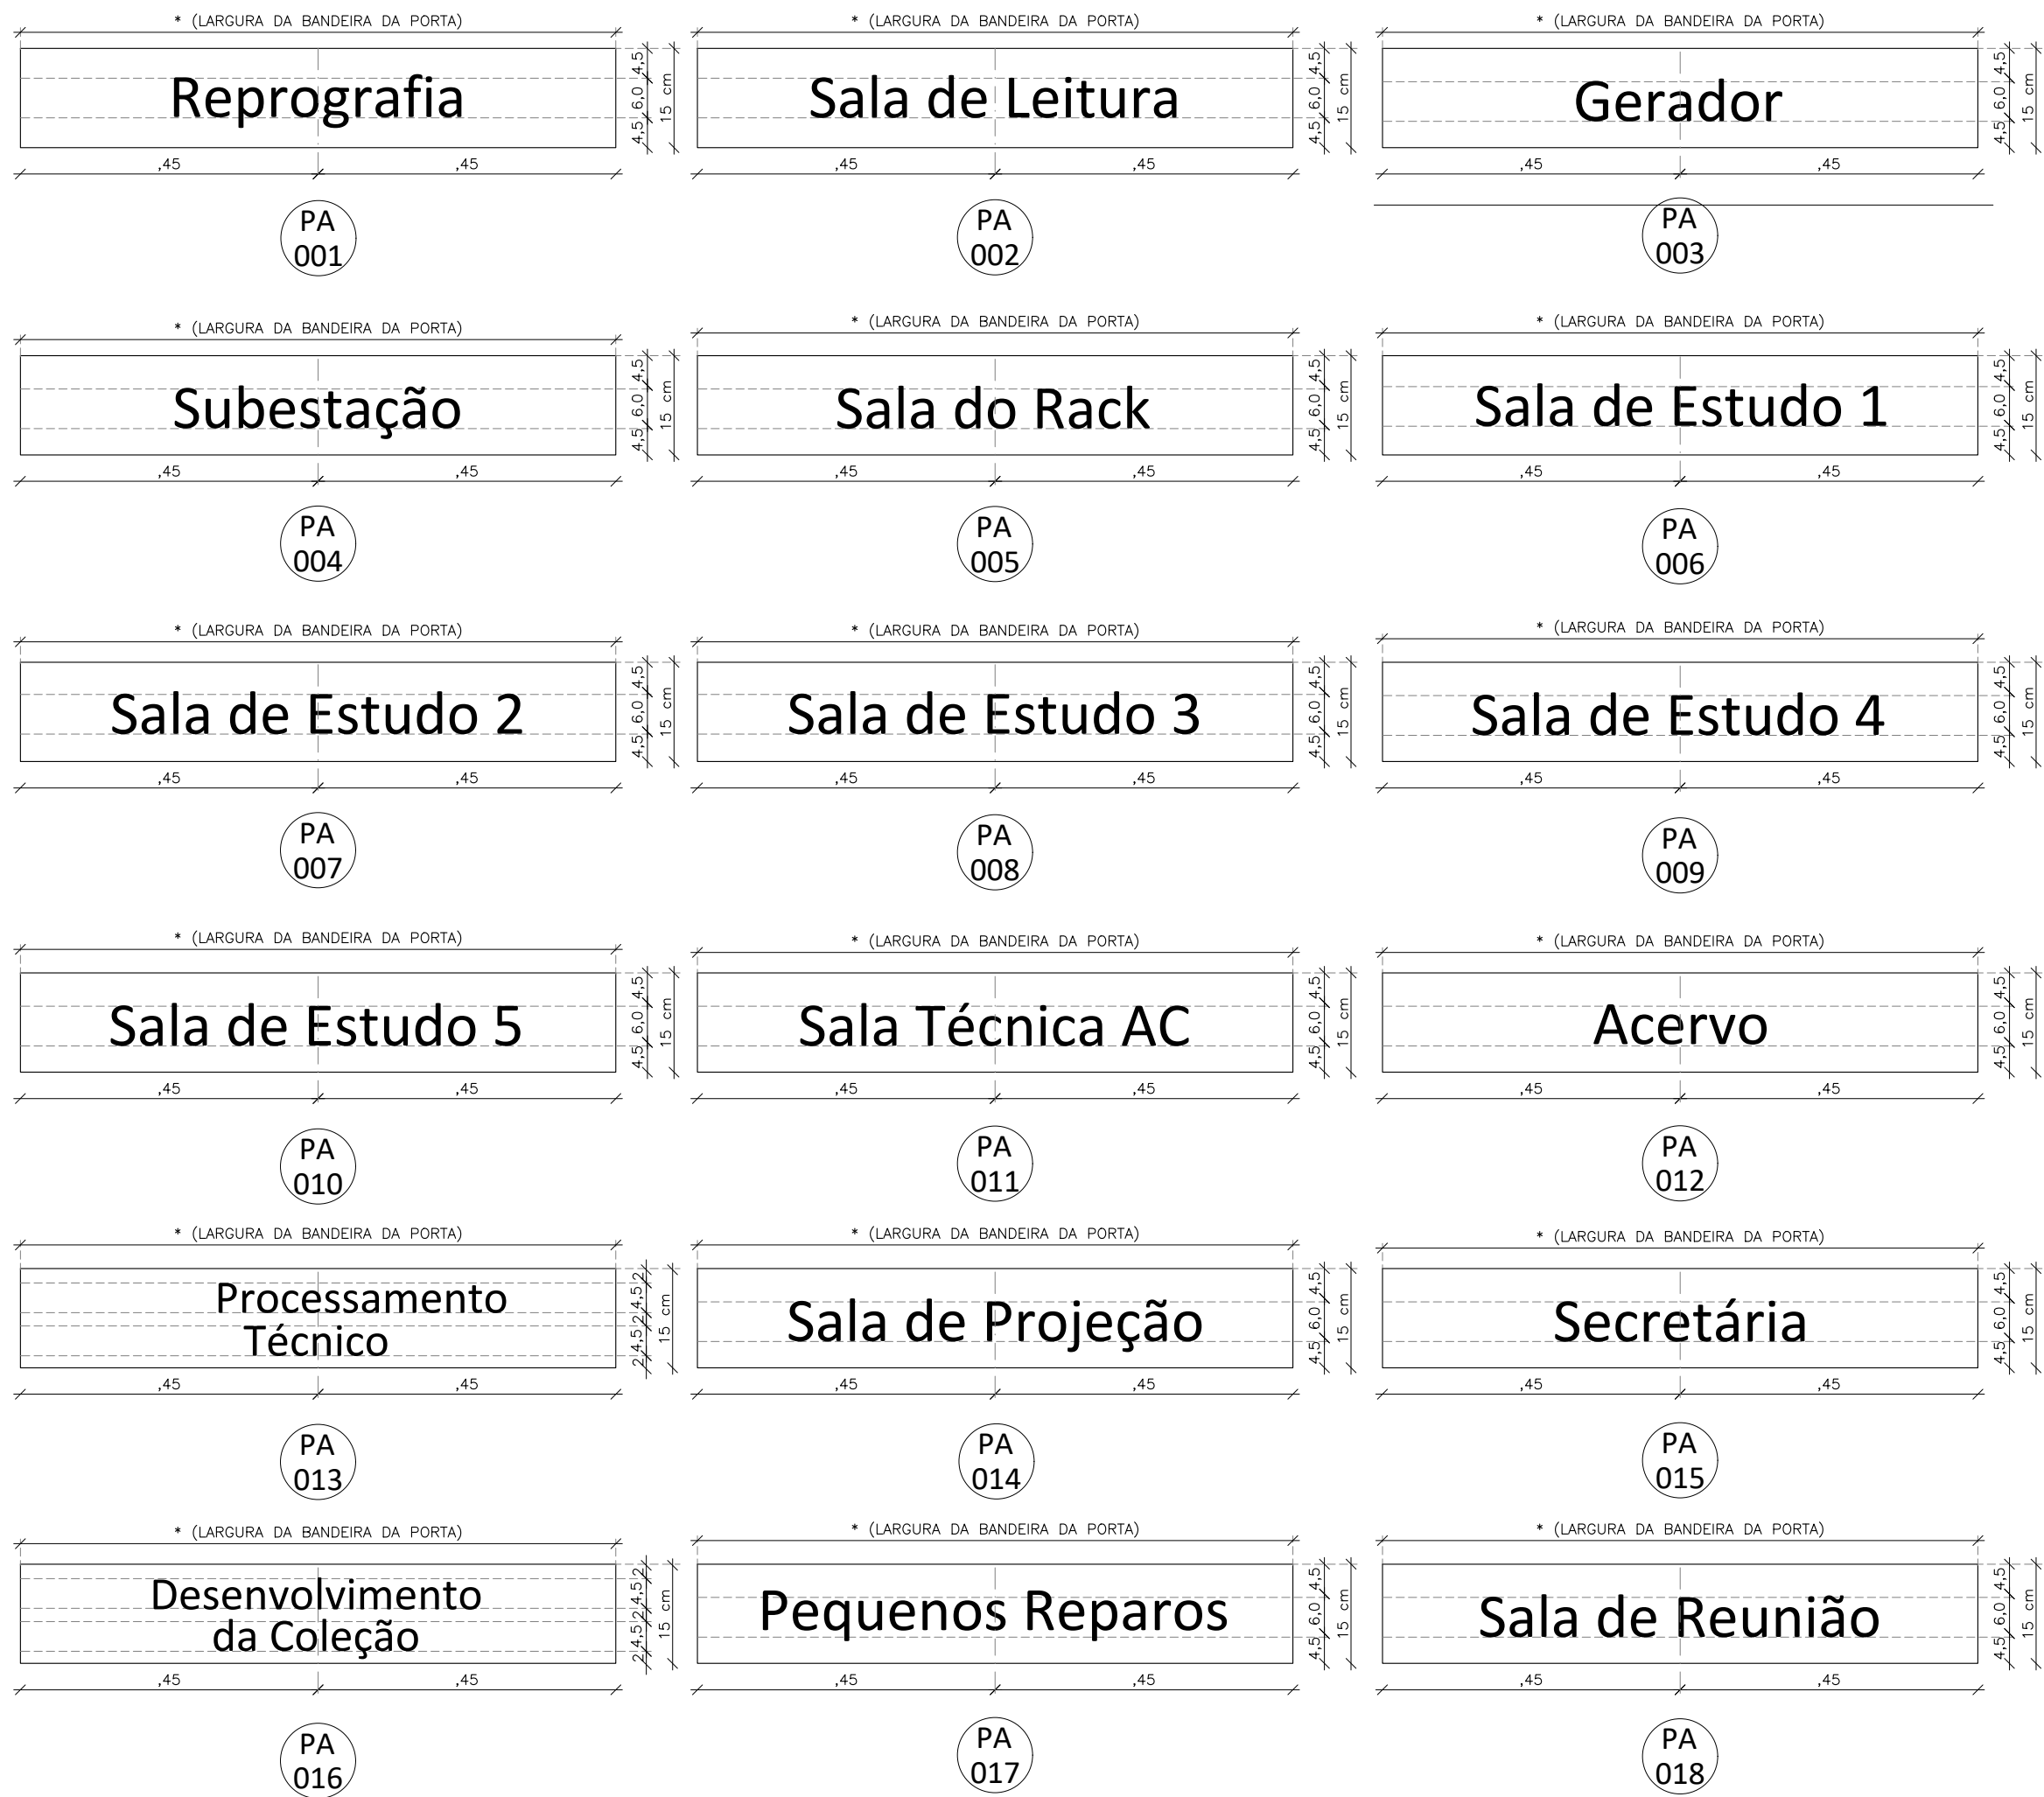 * (LARGURA DA BANDEIRA DA PORTA)
Reprografia
4,5
6,0
4,5
15 cm
,45 ,45
PA
001
* (LARGURA DA BANDEIRA DA PORTA)
Sala de Leitura
4,5
6,0
4,5
15 cm
,45 ,45
PA
002
* (LARGURA DA BANDEIRA DA PORTA)
Gerador
4,5
6,0
4,5
15 cm
,45 ,45
PA
003
* (LARGURA DA BANDEIRA DA PORTA)
Subestação
4,5
6,0
4,5
15 cm
,45 ,45
PA
004
* (LARGURA DA BANDEIRA DA PORTA)
Sala do Rack
4,5
6,0
4,5
15 cm
,45 ,45
PA
005
* (LARGURA DA BANDEIRA DA PORTA)
Sala de Estudo 1
4,5
6,0
4,5
15 cm
,45 ,45
PA
006
* (LARGURA DA BANDEIRA DA PORTA)
Sala de Estudo 2
4,5
6,0
4,5
15 cm
,45 ,45
PA
007
* (LARGURA DA BANDEIRA DA PORTA)
Sala de Estudo 3
4,5
6,0
4,5
15 cm
,45 ,45
PA
008
* (LARGURA DA BANDEIRA DA PORTA)
Sala de Estudo 4
4,5
6,0
4,5
15 cm
,45 ,45
PA
009
* (LARGURA DA BANDEIRA DA PORTA)
Sala de Estudo 5
4,5
6,0
4,5
15 cm
,45 ,45
PA
010
* (LARGURA DA BANDEIRA DA PORTA)
Sala Técnica AC
4,5
6,0
4,5
15 cm
,45 ,45
PA
011
* (LARGURA DA BANDEIRA DA PORTA)
Acervo
4,5
6,0
4,5
15 cm
,45 ,45
PA
012
* (LARGURA DA BANDEIRA DA PORTA)
Processamento
Técnico
2
4,5
2
4,5
2
15 cm
,45 ,45
PA
013
* (LARGURA DA BANDEIRA DA PORTA)
Sala de Projeção
4,5
6,0
4,5
15 cm
,45 ,45
PA
014
* (LARGURA DA BANDEIRA DA PORTA)
Secretária
4,5
6,0
4,5
15 cm
,45 ,45
PA
015
* (LARGURA DA BANDEIRA DA PORTA)
Desenvolvimento
da Coleção
2
4,5
2
4,5
2
15 cm
,45 ,45
PA
016
* (LARGURA DA BANDEIRA DA PORTA)
Pequenos Reparos
4,5
6,0
4,5
15 cm
,45 ,45
PA
017
* (LARGURA DA BANDEIRA DA PORTA)
Sala de Reunião
4,5
6,0
4,5
15 cm
,45 ,45
PA
018